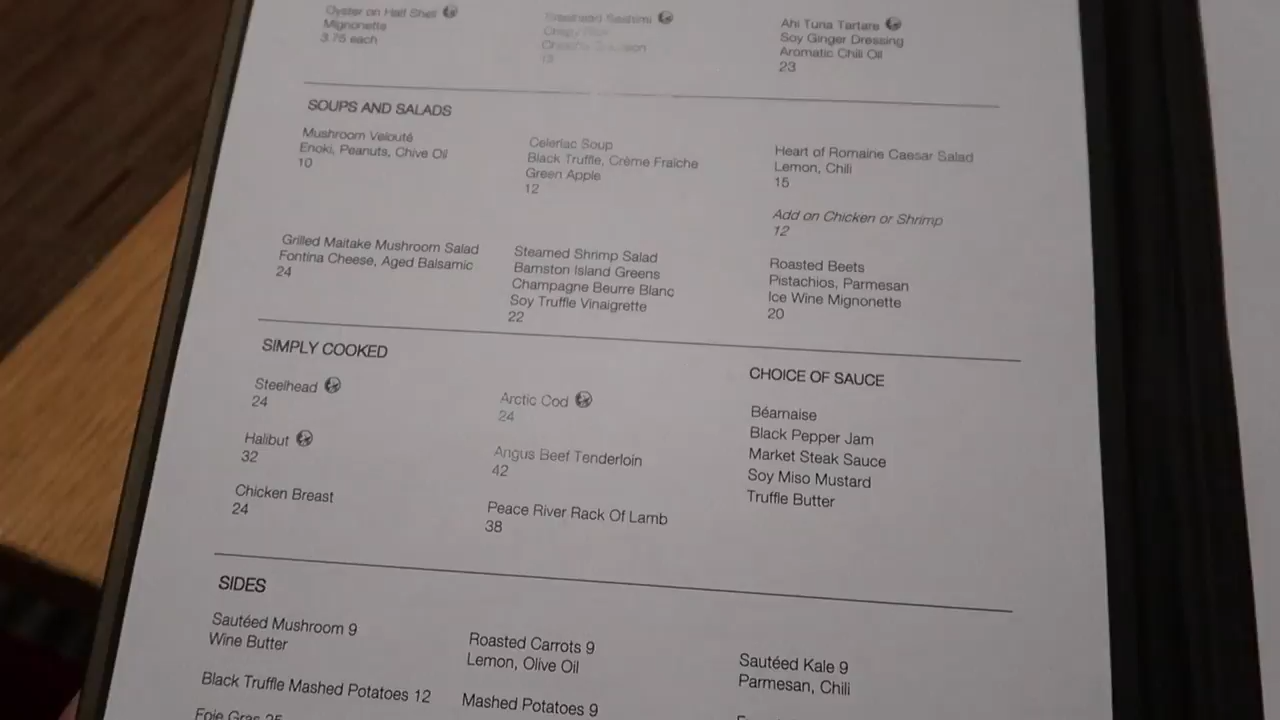 Oyster on Half Shell
Mignonette
3.75 each
Steelhead Sashimi
Ahi Tuna Tartare
Soy Ginger Dressing
Aromatic Chili Oil
23
SOUPS AND SALADS
Mushroom Velouté
Enoki, Peanuts, Chive Oil
10
Celeriac Soup
Black Truffle, Crème Fraiche
Green Apple
12
Heart of Romaine Caesar Salad
Lemon, Chili
15
Add on Chicken or Shrimp
12
Grilled Maitake Mushroom Salad
Fontina Cheese, Aged Balsamic
24
Steamed Shrimp Salad
Barnston Island Greens
Champagne Beurre Blanc
Soy Truffle Vinaigrette
22
Roasted Beets
Pistachios, Parmesan
Ice Wine Mignonette
20
SIMPLY COOKED
Steelhead
24
Halibut
32
Chicken Breast
24
Arctic Cod
24
Angus Beef Tenderloin
42
Peace River Rack Of Lamb
38
CHOICE OF SAUCE
Béarnaise
Black Pepper Jam
Market Steak Sauce
Soy Miso Mustard
Truffle Butter
SIDES
Sautéed Mushroom 9
Wine Butter
Roasted Carrots 9
Lemon, Olive Oil
Sautéed Kale 9
Parmesan, Chili
Black Truffle Mashed Potatoes 12
Mashed Potatoes 9
Foie Gras 25